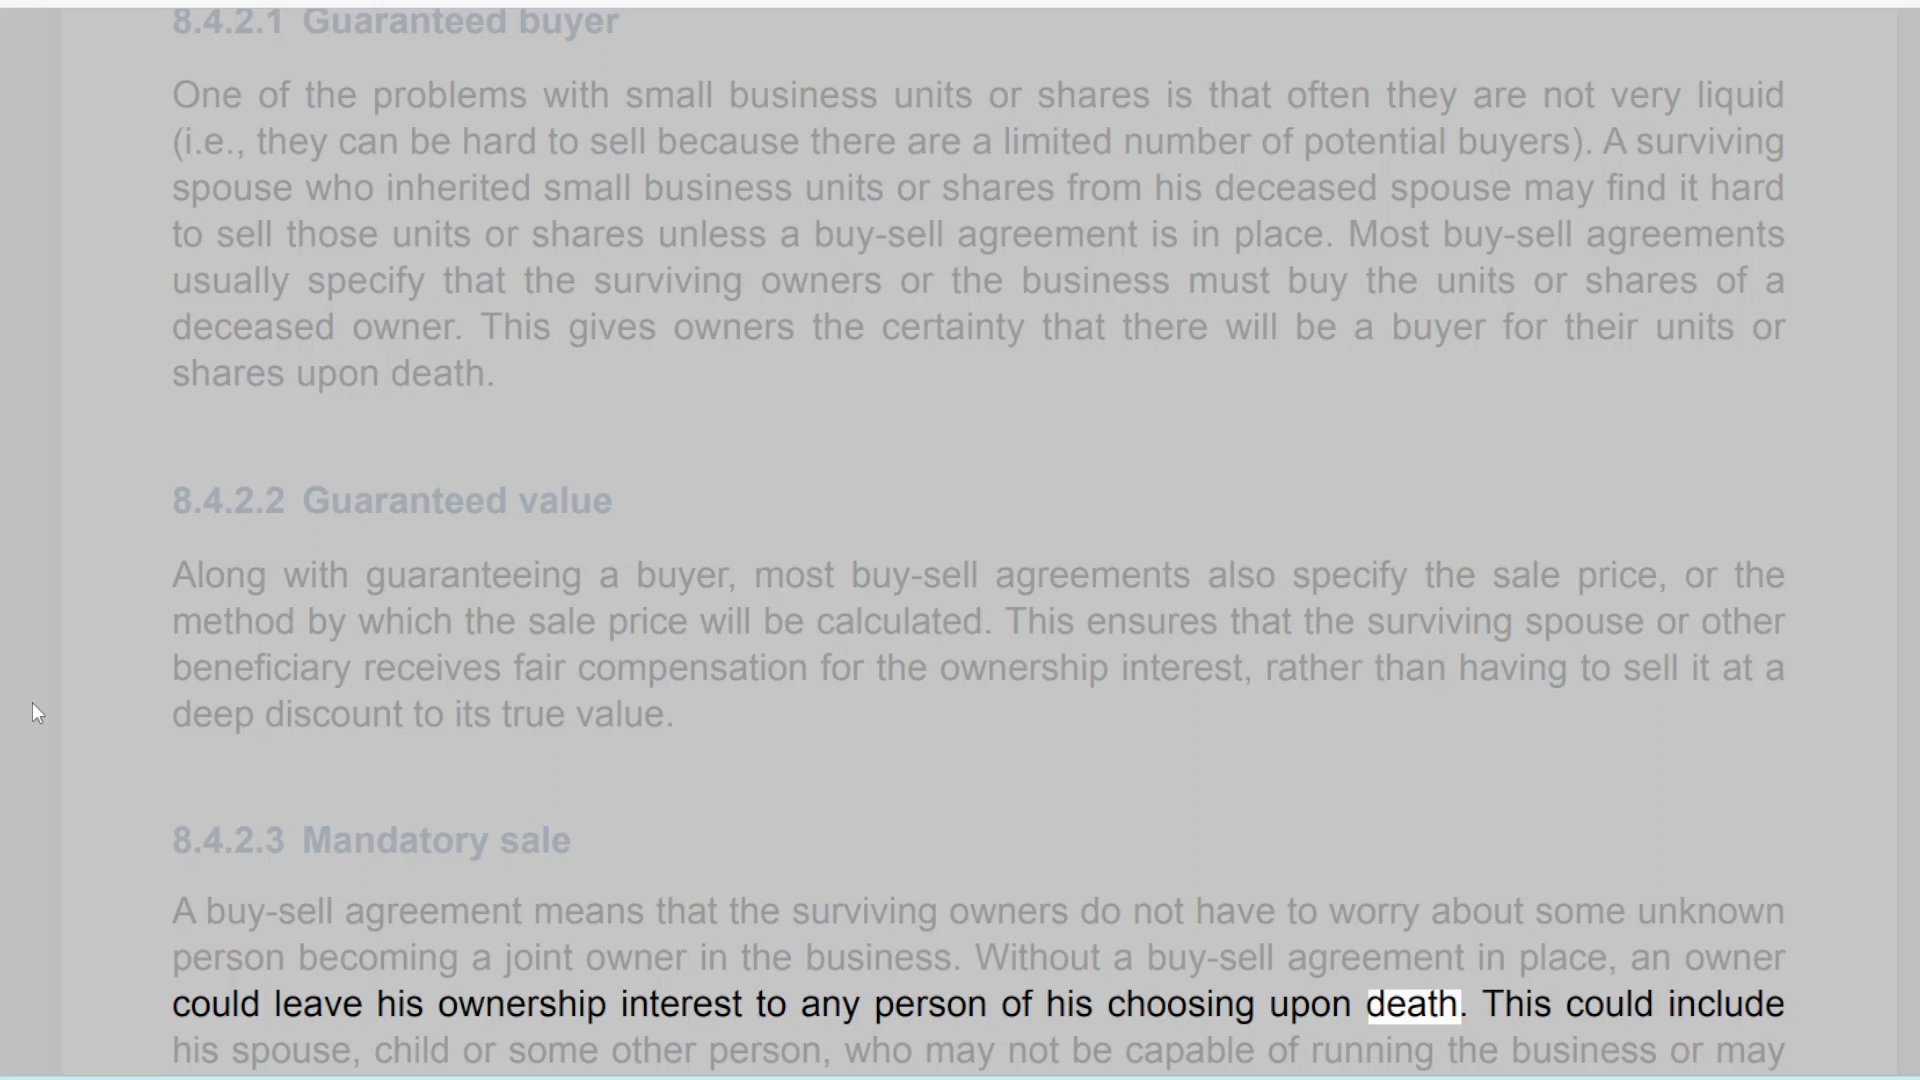 8.4.2.1 Guaranteed buyer
One of the problems with small business units or shares is that often they are not very liquid
(i.e., they can be hard to sell because there are a limited number of potential buyers). A surviving
spouse who inherited small business units or shares from his deceased spouse may find it hard
to sell those units or shares unless a buy-sell agreement is in place. Most buy-sell agreements
usually specify that the surviving owners or the business must buy the units or shares of a
deceased owner. This gives owners the certainty that there will be a buyer for their units or
shares upon death.
8.4.2.2 Guaranteed value
Along with guaranteeing a buyer, most buy-sell agreements also specify the sale price, or the
method by which the sale price will be calculated. This ensures that the surviving spouse or other
beneficiary receives fair compensation for the ownership interest, rather than having to sell it at a
deep discount to its true value.
8.4.2.3 Mandatory sale
A buy-sell agreement means that the surviving owners do not have to worry about some unknown
person becoming a joint owner in the business. Without a buy-sell agreement in place, an owner
could leave his ownership interest to any person of his choosing upon death. This could include
his spouse, child or some other person, who may not be capable of running the business or may